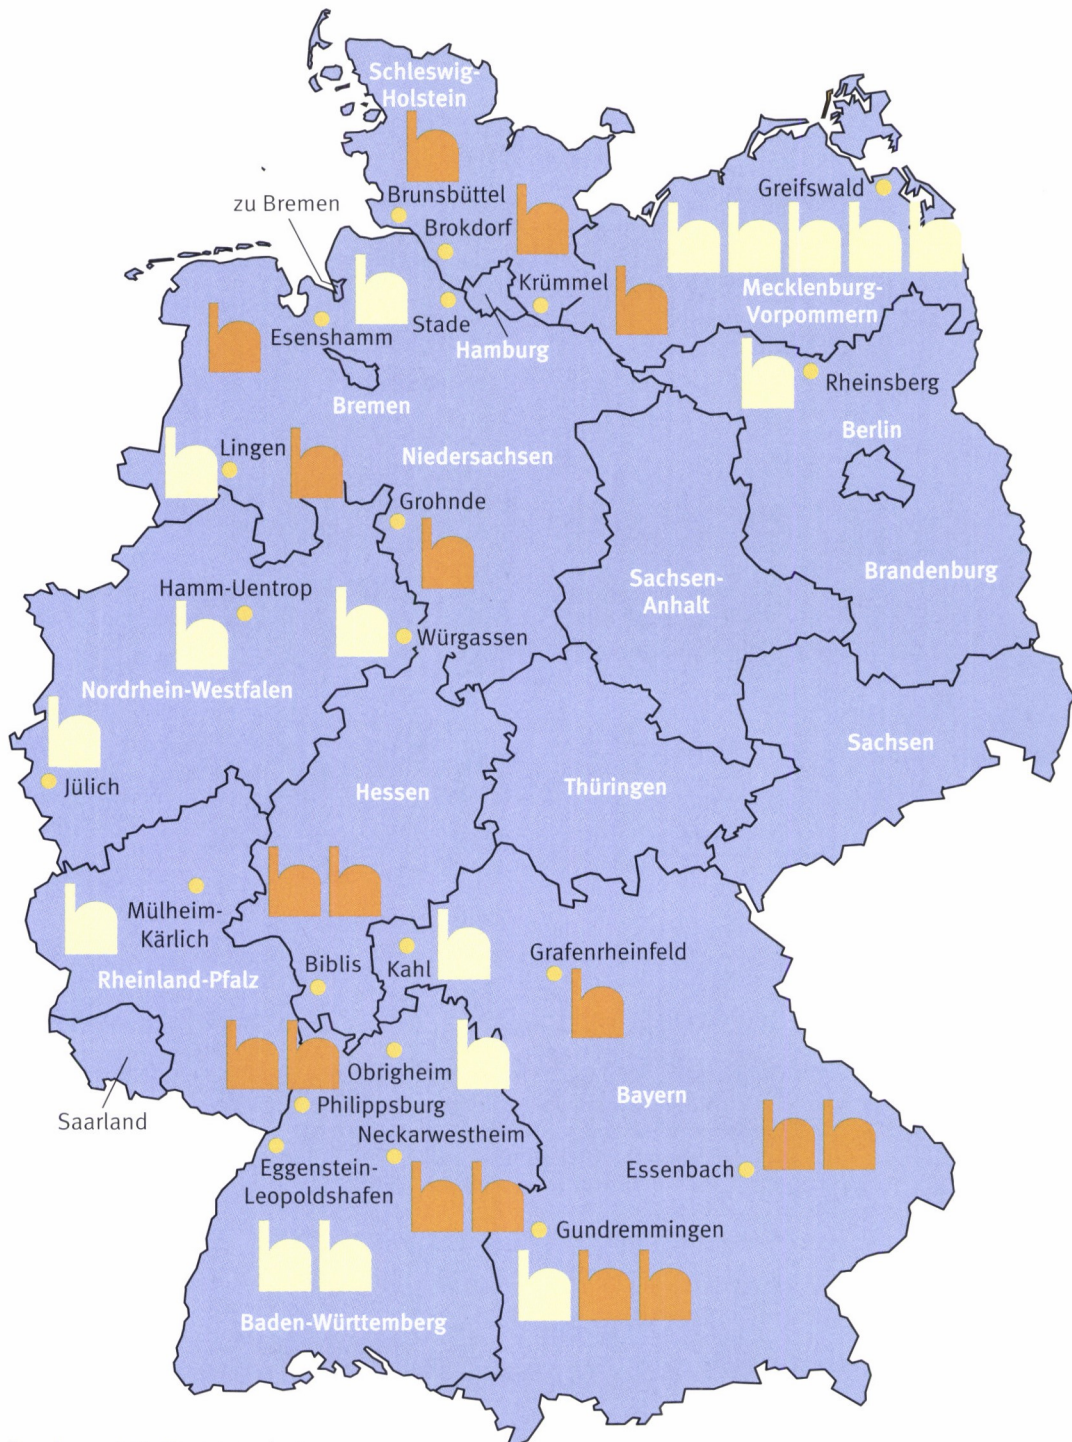 Schleswig-
Holstein
Brunsbüttel
zu Bremen
Brokdorf
Greifswald
Krümmel
Mecklenburg-
Vorpommern
Stade
Esenshamm
Hamburg
Rheinsberg
Bremen
Berlin
Lingen
Niedersachsen
Grohnde
Brandenburg
Sachsen-
Anhalt
Hamm-Uentrop
Würgassen
Nordrhein-Westfalen
Sachsen
Jülich
Hessen
Thüringen
Mülheim-
Kärlich
Grafenrheinfeld
Biblis
Kahl
Rheinland-Pfalz
Obrigheim
Bayern
Philippsburg
Saarland
Neckarwestheim
Eggenstein-
Leopoldshafen
Essenbach
Gundremmingen
Baden-Württemberg